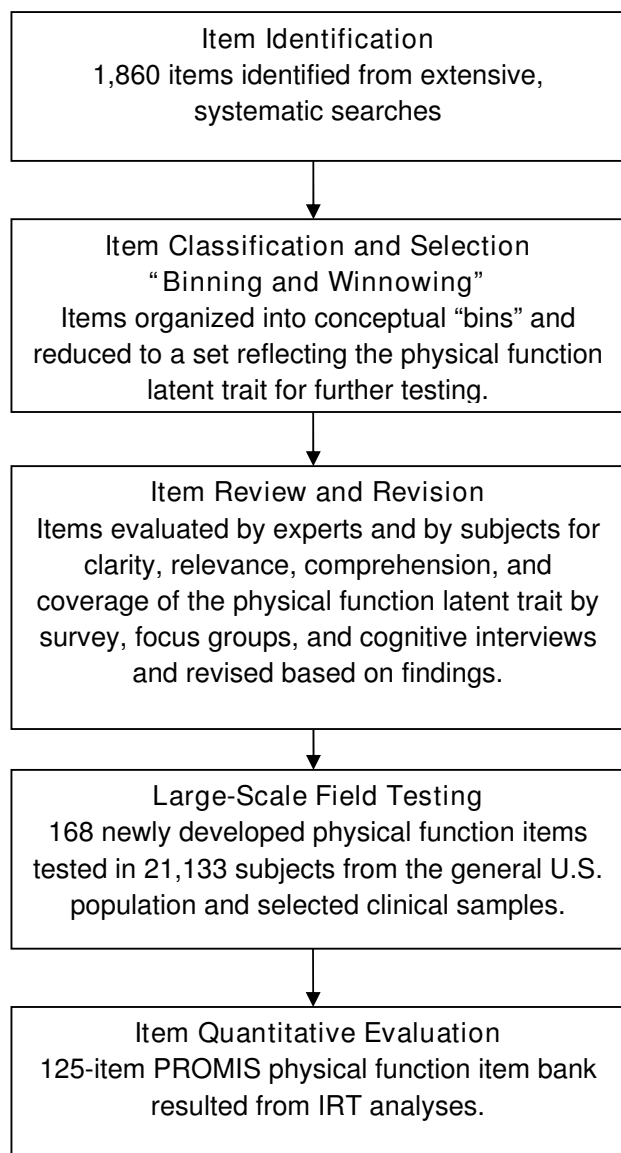 Item Identification
1,860 items identified from extensive,
systematic searches
Item Classification and Selection
“Binning and Winnowing”
Items organized into conceptual “bins” and
reduced to a set reflecting the physical function
latent trait for further testing.
Item Review and Revision
Items evaluated by experts and by subjects for
clarity, relevance, comprehension, and
coverage of the physical function latent trait by
survey, focus groups, and cognitive interviews
and revised based on findings.
Large-Scale Field Testing
168 newly developed physical function items
tested in 21,133 subjects from the general U.S.
population and selected clinical samples.
Item Quantitative Evaluation
125-item PROMIS physical function item bank
resulted from IRT analyses.